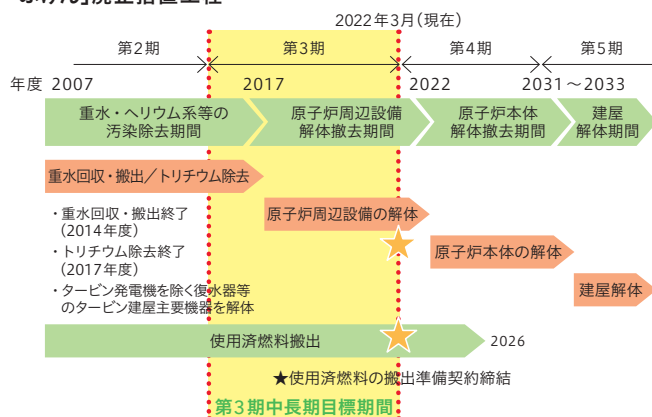 ふげん」廃止措置工程
2022年3月(現在)
第2期 第3期 第4期 第5期
年度 2007 2017 2022 2031～2033
重水・ヘリウム系等の
汚染除去期間
原子炉周辺設備
解体撤去期間
原子炉本体
解体撤去期間
建屋
解体期間
重水回収・搬出／トリチウム除去
原子炉周辺設備の解体
・重水回収・搬出終了
(2014年度)
・トリチウム除去終了
(2017年度)
・タービン発電機を除く復水器等
のタービン建屋主要機器を解体
原子炉本体の解体
建屋解体
使用済燃料搬出 2026
★使用済燃料の搬出準備契約締結
第3期中長期目標期間